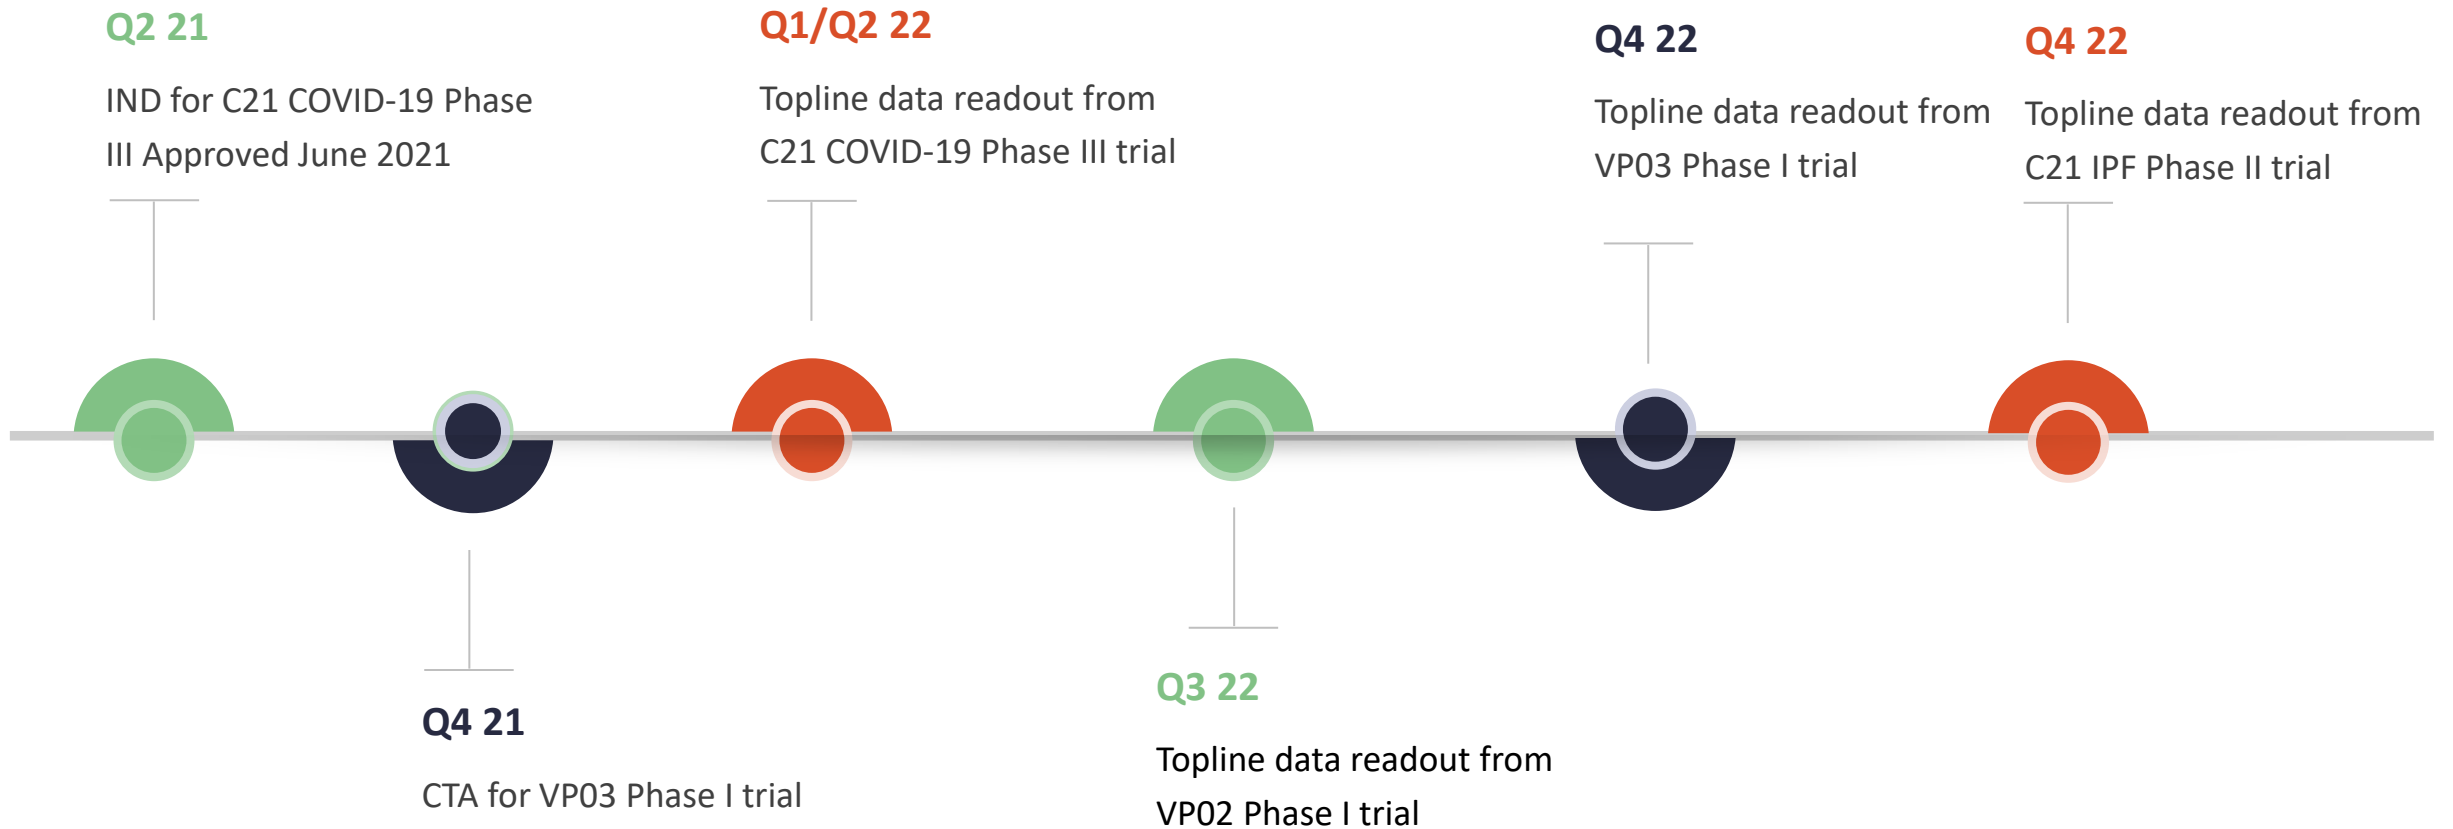 Q2 21
IND for C21 COVID-19 Phase
III Approved June 2021
Q4 21
CTA for VP03 Phase I trial
Q1/Q2 22
Topline data readout from
C21 COVID-19 Phase III trial
Q3 22
Topline data readout from
VP02 Phase I trial
Q4 22
Topline data readout from
VP03 Phase I trial
Q4 22
Topline data readout from
C21 IPF Phase II trial